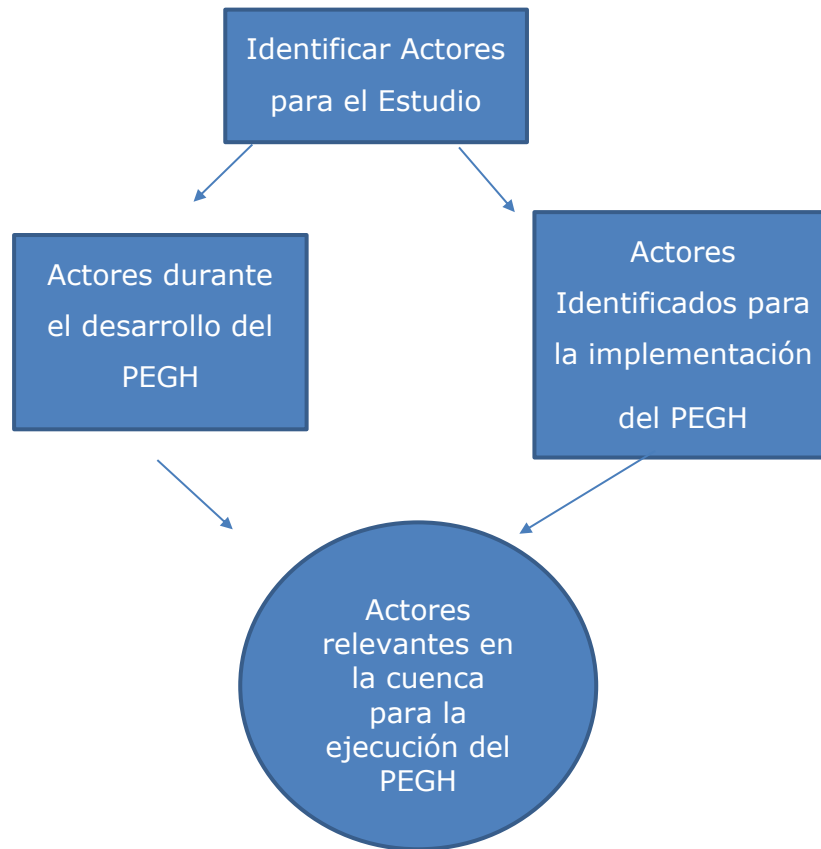 Identificar Actores
para el Estudio
Actores durante
el desarrollo del
PEGH
Actores
Identificados para
la implementación
del PEGH
Actores
relevantes en
la cuenca
para la
ejecución del
PEGH